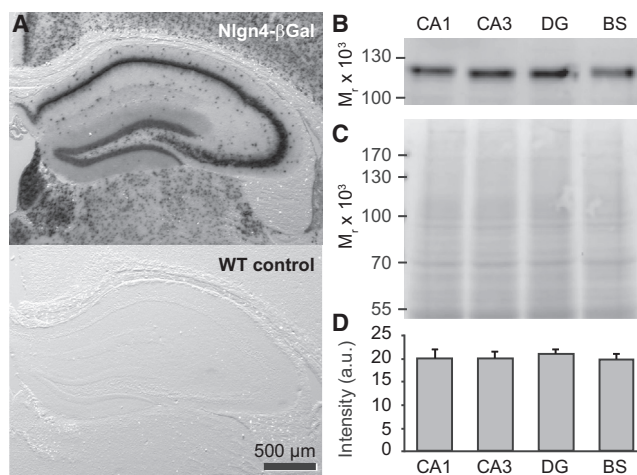 A
Nlgn4-βGal
WT control
500 µm
B
CA1 CA3 DG BS
130
100
Mr x 10³
C
170
130
100
70
55
Mr x 10³
D
25
20
15
10
5
0
Intensity (a.u.)
CA1 CA3 DG BS